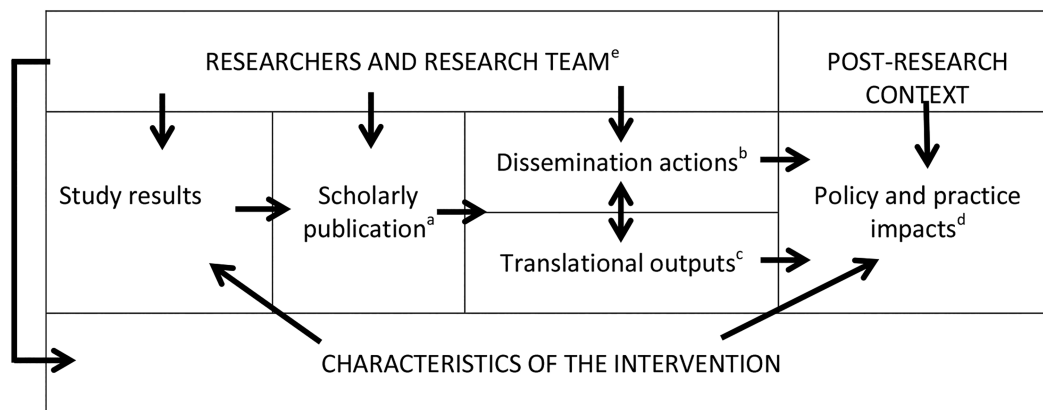 RESEARCHERS AND RESEARCH TEAMᵉ
POST-RESEARCH
CONTEXT
Study results
Scholarly
publicationᵃ
Dissemination actionsᵇ
Translational outputsᶜ
Policy and practice
impactsᵈ
CHARACTERISTICS OF THE INTERVENTION